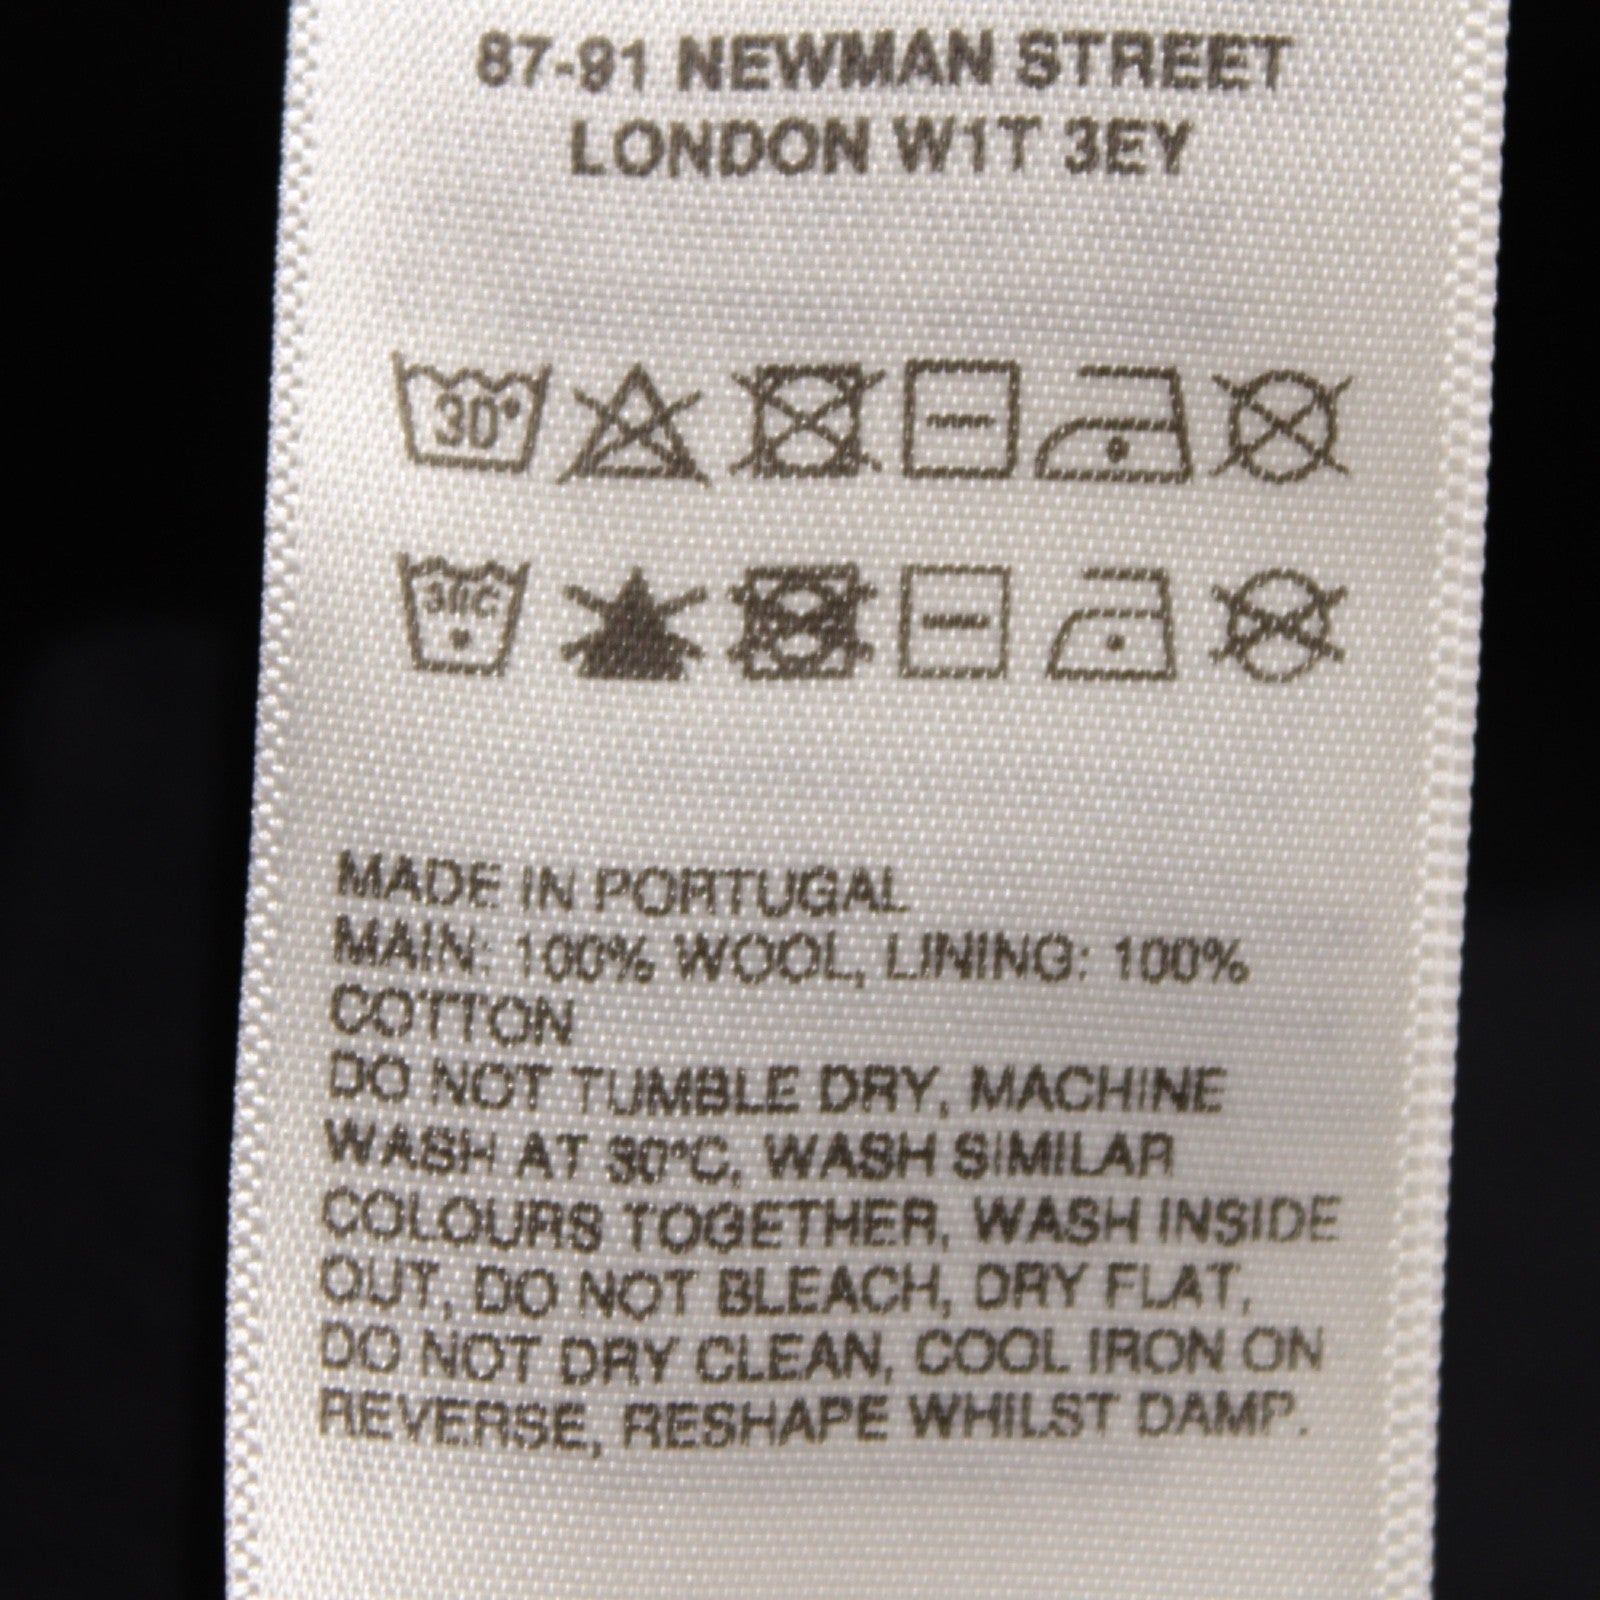 87-91 NEWMAN STREET
LONDON W1T 3EY
30°
30C
MADE IN PORTUGAL
MAIN: 100% WOOL, LINING: 100%
COTTON
DO NOT TUMBLE DRY, MACHINE
WASH AT 30°C, WASH SIMILAR
COLOURS TOGETHER, WASH INSIDE
OUT, DO NOT BLEACH, DRY FLAT,
DO NOT DRY CLEAN, COOL IRON ON
REVERSE, RESHAPE WHILST DAMP.